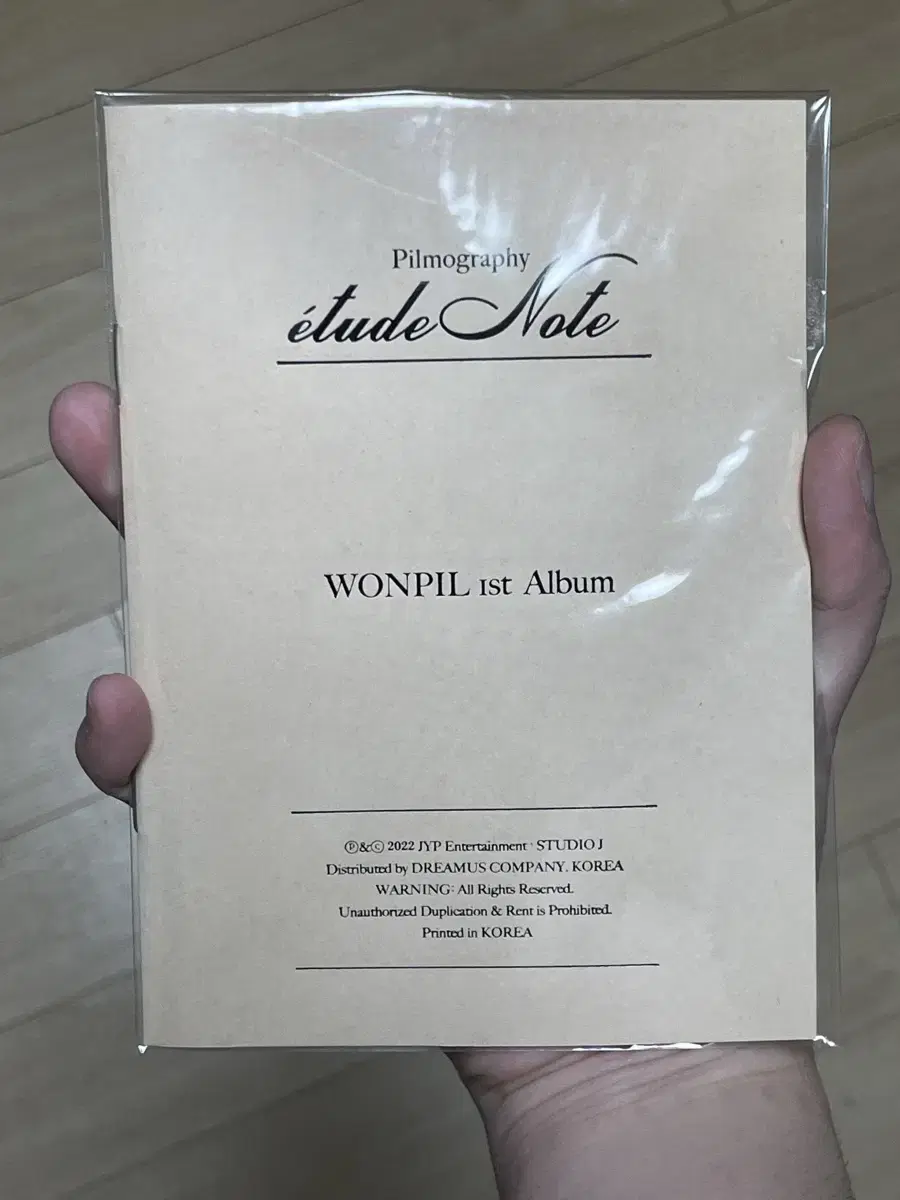 Pilmography
étude Note
WONPIL 1st Album
Ⓟ&ⓒ 2022 JYP Entertainment · STUDIO J
Distributed by DREAMUS COMPANY. KOREA
WARNING: All Rights Reserved.
Unauthorized Duplication & Rent is Prohibited.
Printed in KOREA